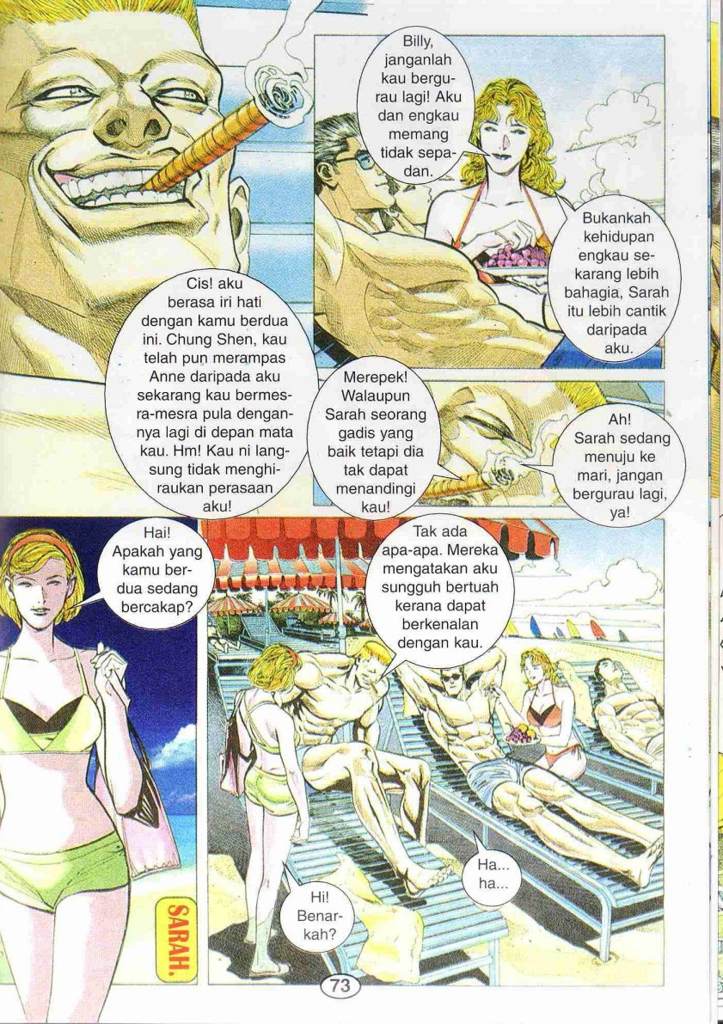 Cis! aku
berasa iri hati
dengan kamu berdua
ini. Chung Shen, kau
telah pun merampas
Anne daripada aku
sekarang kau bermes-
ra-mesra pula dengan-
nya lagi di depan mata
kau. Hm! Kau ni lang-
sung tidak menghi-
raukan perasaan
aku!
Billy,
janganlah
kau bergu-
rau lagi! Aku
dan engkau
memang
tidak sepa-
dan.
Bukankah
kehidupan
engkau se-
karang lebih
bahagia, Sarah
itu lebih cantik
daripada
aku.
Merepek!
Walaupun
Sarah seorang
gadis yang
baik tetapi dia
tak dapat
menandingi
kau!
Ah!
Sarah sedang
menuju ke
mari, jangan
bergurau lagi,
ya!
Hai!
Apakah yang
kamu ber-
dua sedang
bercakap?
SARAH.
Tak ada
apa-apa. Mereka
mengatakan aku
sungguh bertuah
kerana dapat
berkenalan
dengan kau.
Hi!
Benar-
kah?
Ha...
ha...
73